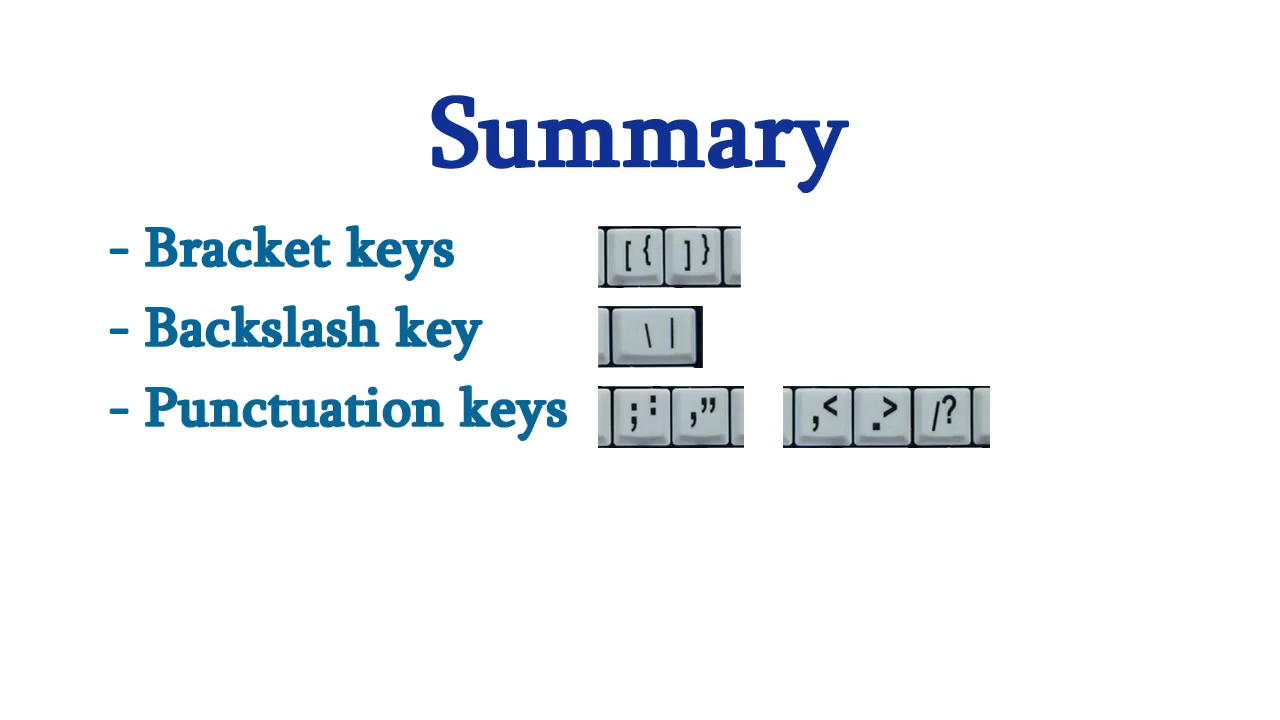 Summary
- Bracket keys [ { ] }
- Backslash key \ |
- Punctuation keys ; : , ” , < . > / ?